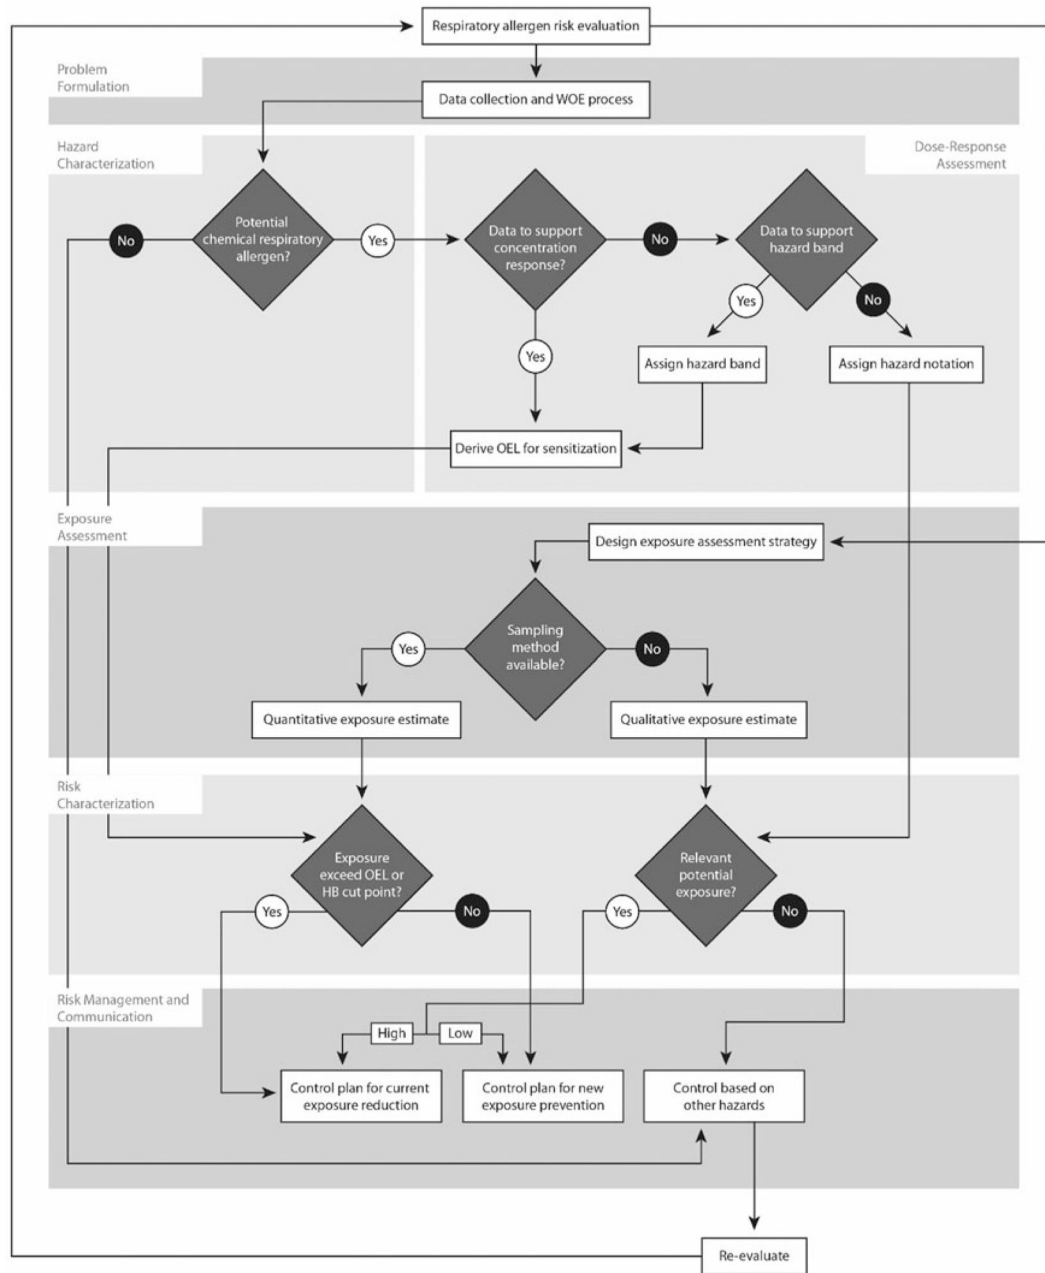 Respiratory allergen risk evaluation
Problem
Formulation
Data collection and WOE process
Hazard
Characterization
Dose-Response
Assessment
Potential
chemical respiratory
allergen?
No
Yes
Data to support
concentration
response?
No
Data to support
hazard band
Yes
No
Yes
Assign hazard band
Assign hazard notation
Derive OEL for sensitization
Exposure
Assessment
Design exposure assessment strategy
Sampling
method
available?
Yes
No
Quantitative exposure estimate
Qualitative exposure estimate
Risk
Characterization
Exposure
exceed OEL or
HB cut point?
Yes
No
Relevant
potential
exposure?
Yes
No
Risk Management and
Communication
High
Low
Control plan for current
exposure reduction
Control plan for new
exposure prevention
Control based on
other hazards
Re-evaluate